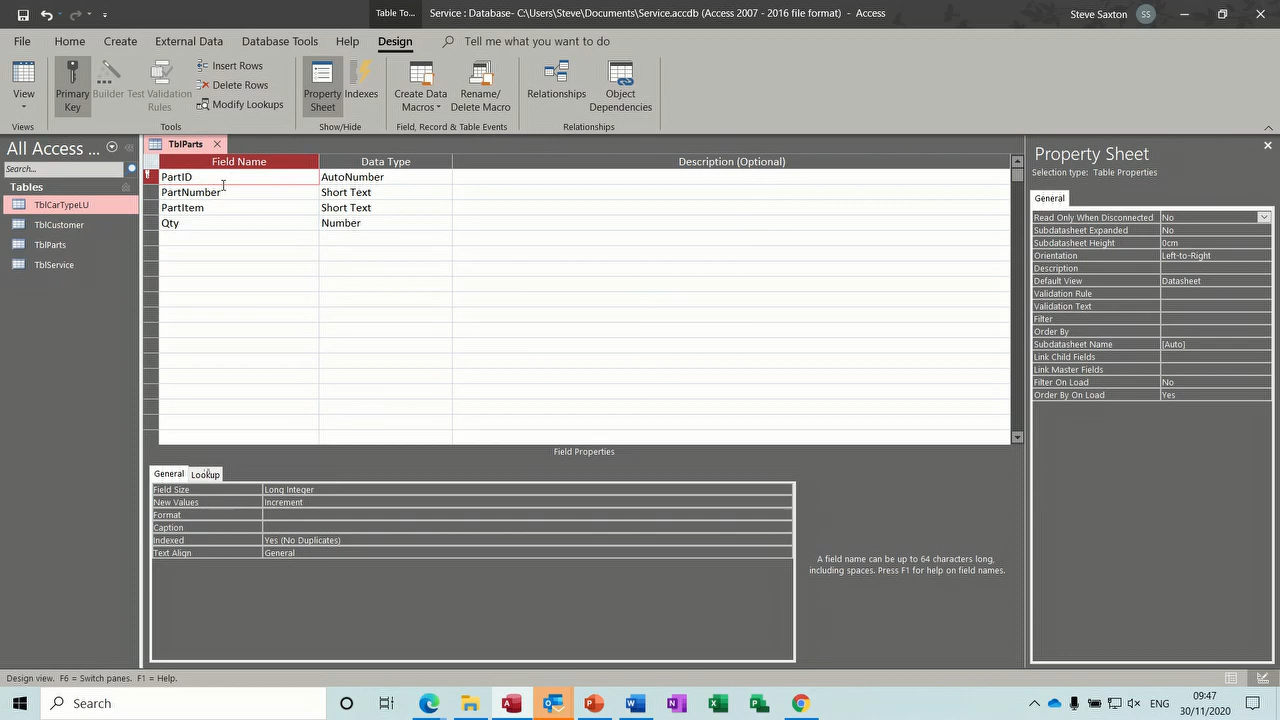 Table To...
Service : Database- C:\Users\Steve\Documents\Service.accdb (Access 2007 - 2016 file format) - Access
Steve Saxton
SS
File
Home
Create
External Data
Database Tools
Help
Design
Tell me what you want to do
View
Primary Key
Builder
Test Validation Rules
Insert Rows
Delete Rows
Modify Lookups
Property Sheet
Indexes
Create Data Macros
Rename/ Delete Macro
Relationships
Object Dependencies
Views
Tools
Show/Hide
Field, Record & Table Events
Relationships
All Access ...
Search...
Tables
TblCarTypeLU
TblCustomer
TblParts
TblService
TblParts
Field Name Data Type Description (Optional)
PartID AutoNumber
PartNumber Short Text
PartItem Short Text
Qty Number
Field Properties
General Lookup
Field Size Long Integer
New Values Increment
Format
Caption
Indexed Yes (No Duplicates)
Text Align General
A field name can be up to 64 characters long,
including spaces. Press F1 for help on field names.
Property Sheet
Selection type: Table Properties
General
Read Only When Disconnected No
Subdatasheet Expanded No
Subdatasheet Height 0cm
Orientation Left-to-Right
Description
Default View Datasheet
Validation Rule
Validation Text
Filter
Order By
Subdatasheet Name [Auto]
Link Child Fields
Link Master Fields
Filter On Load No
Order By On Load Yes
Design view. F6 = Switch panes. F1 = Help.
Search
ENG
09:47
30/11/2020